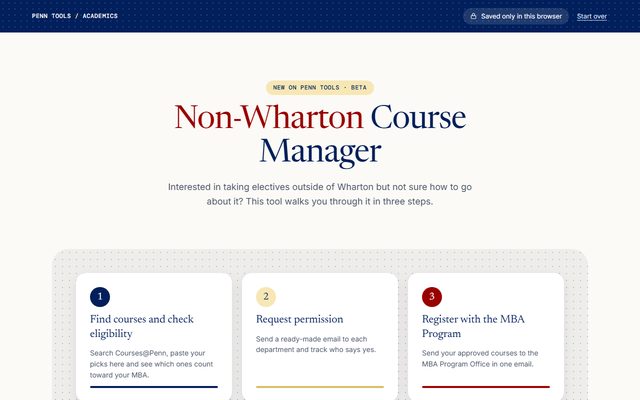 PENN TOOLS / ACADEMICS
Saved only in this browser
Start over
NEW ON PENN TOOLS · BETA
Non-Wharton Course
Manager
Interested in taking electives outside of Wharton but not sure how to go
about it? This tool walks you through it in three steps.
1
Find courses and check
eligibility
Search Courses@Penn, paste your
picks here and see which ones count
toward your MBA.
2
Request permission
Send a ready-made email to each
department and track who says yes.
3
Register with the MBA
Program
Send your approved courses to the
MBA Program Office in one email.